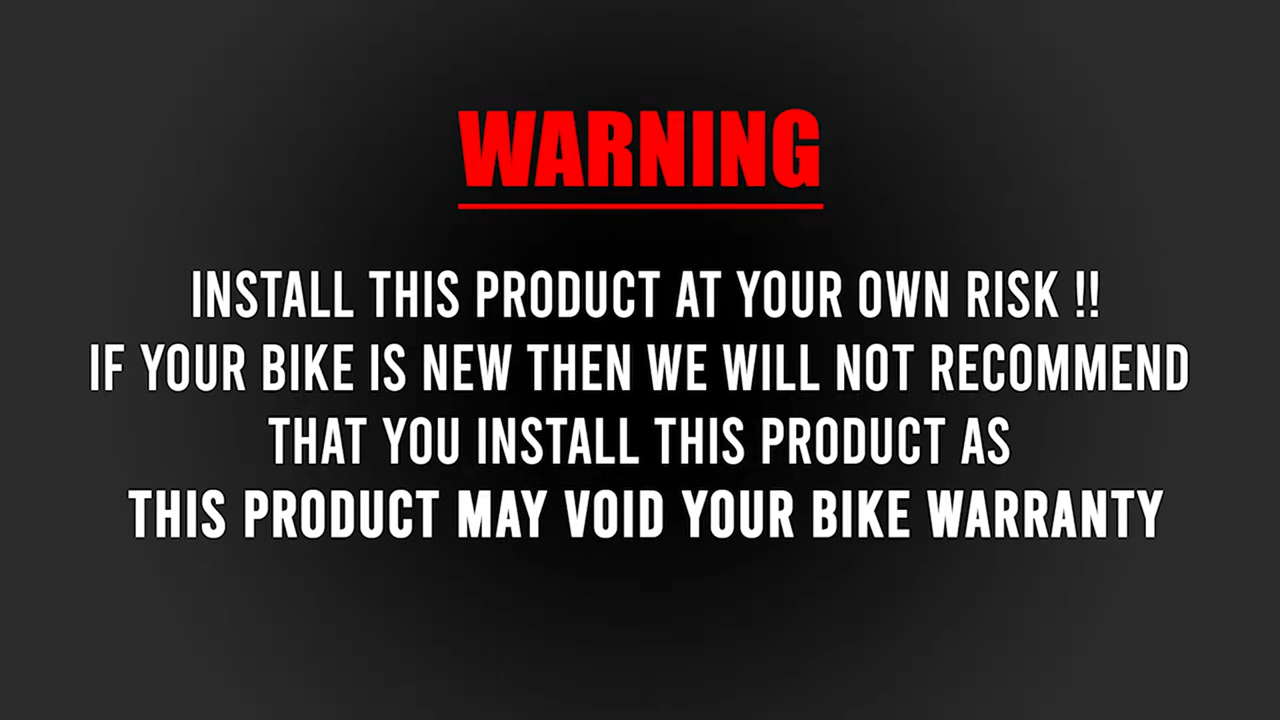 WARNING
INSTALL THIS PRODUCT AT YOUR OWN RISK !!
IF YOUR BIKE IS NEW THEN WE WILL NOT RECOMMEND
THAT YOU INSTALL THIS PRODUCT AS
THIS PRODUCT MAY VOID YOUR BIKE WARRANTY